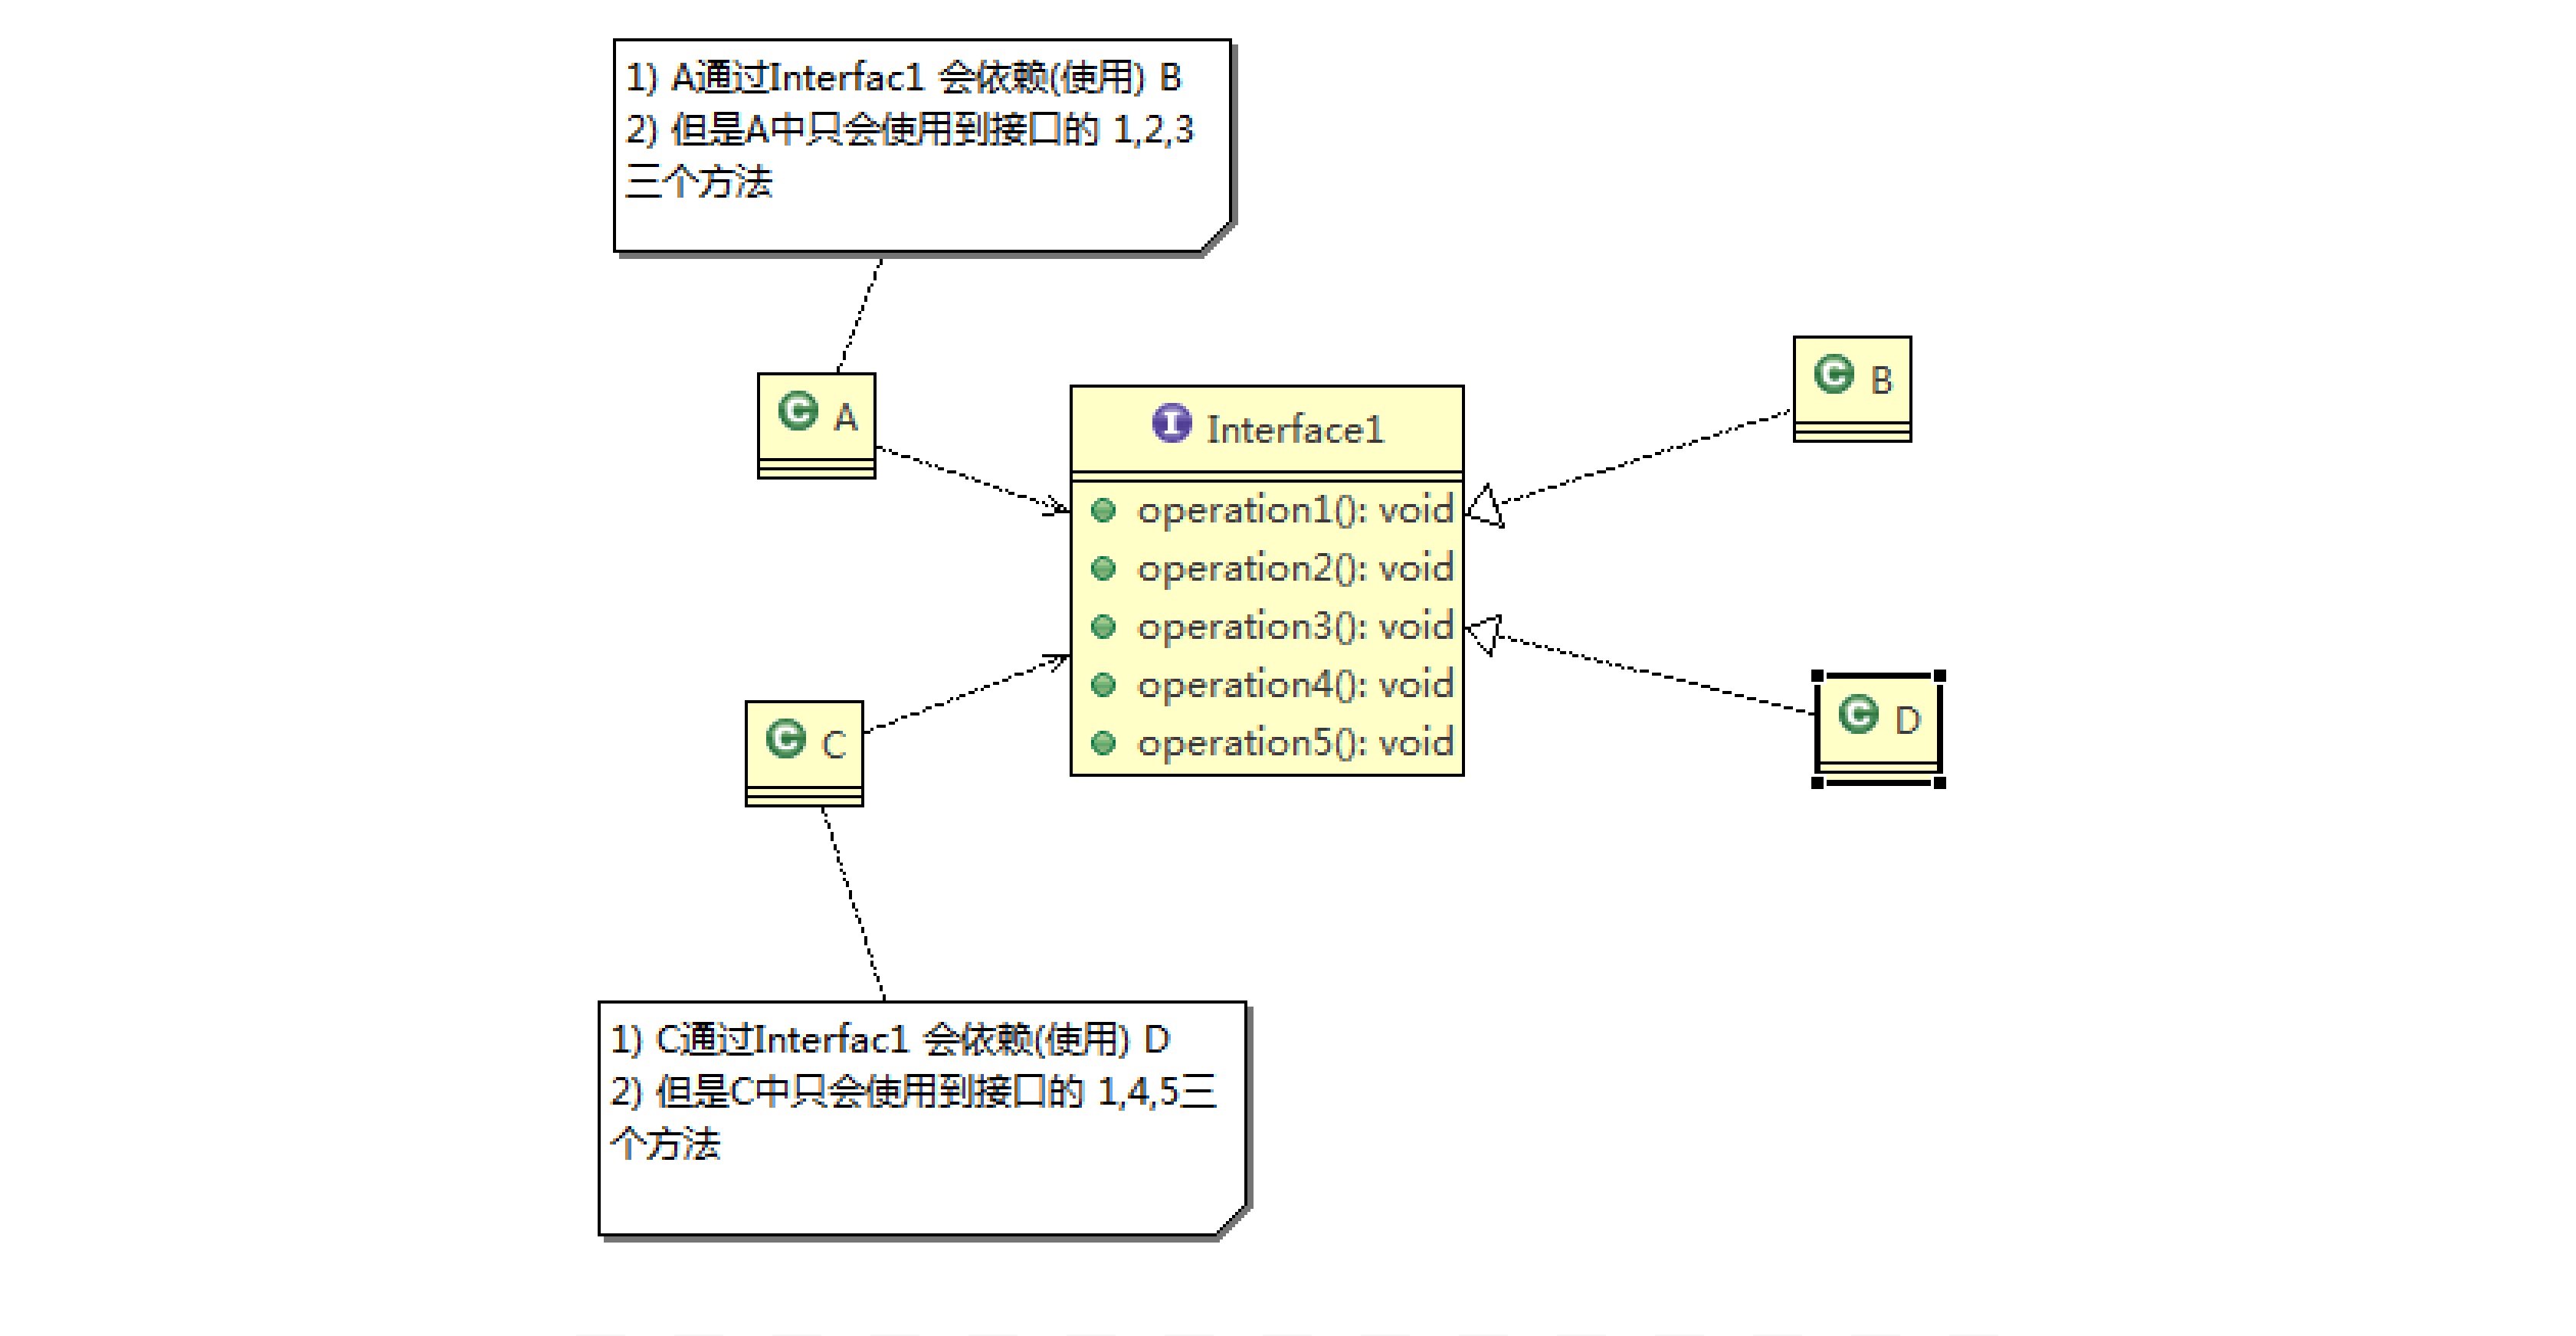 1) A通过Interfac1 会依赖(使用) B
2) 但是A中只会使用到接口的 1,2,3
三个方法
C A
I Interface1
operation1(): void
operation2(): void
operation3(): void
operation4(): void
operation5(): void
C B
C C
C D
1) C通过Interfac1 会依赖(使用) D
2) 但是C中只会使用到接口的 1,4,5三
个方法